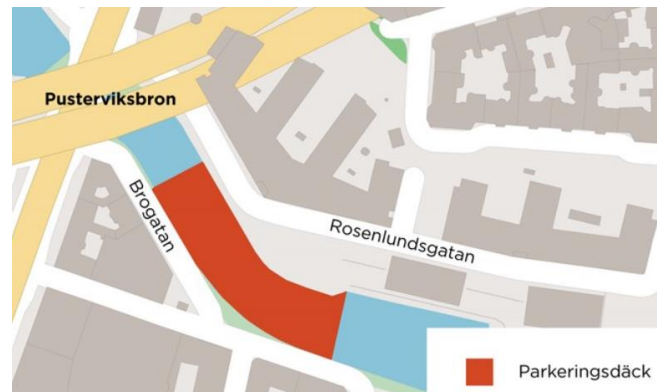 Pusterviksbron
Brogatan
Rosenlundsgatan
Parkeringsdäck